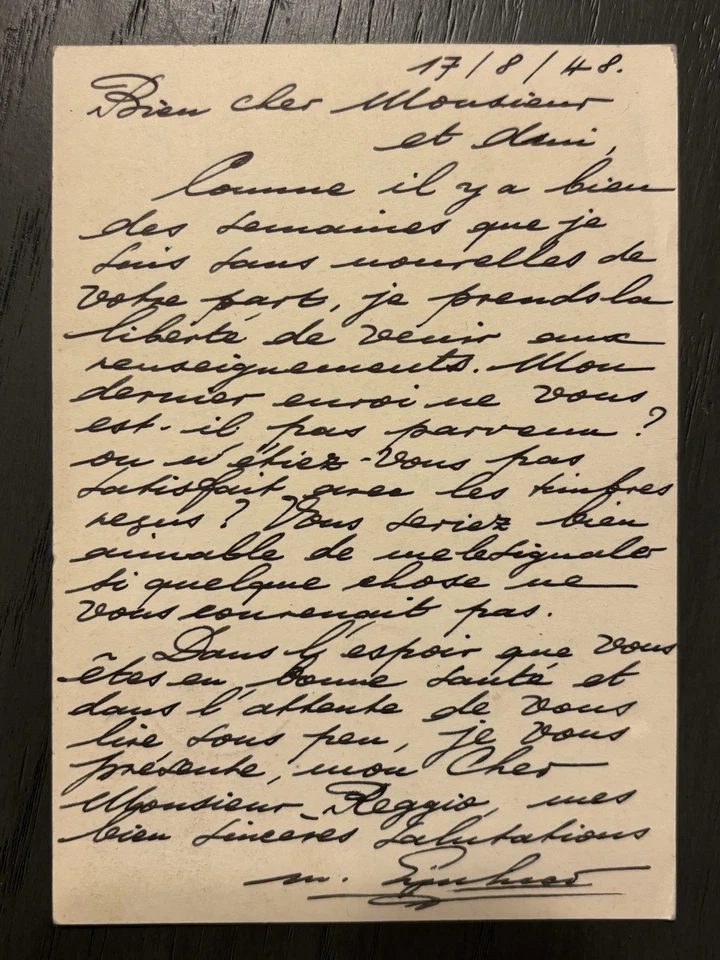 17/8/48.
Bien cher Monsieur
et Ami,
Comme il y a bien
des semaines que je
suis sans nouvelles de
votre part, je prends la
liberté de venir aux
renseignements. Mon
dernier envoi ne vous
est-il pas parvenu ?
ou n'étiez-vous pas
satisfait avec les timbres
reçus ? Vous seriez bien
aimable de me le signaler
si quelque chose ne
vous convenait pas.
Dans l'espoir que vous
êtes en bonne santé et
dans l'attente de vous
lire sous peu, je vous
présente, mon Cher
Monsieur Reggio, mes
bien sincères salutations
m.